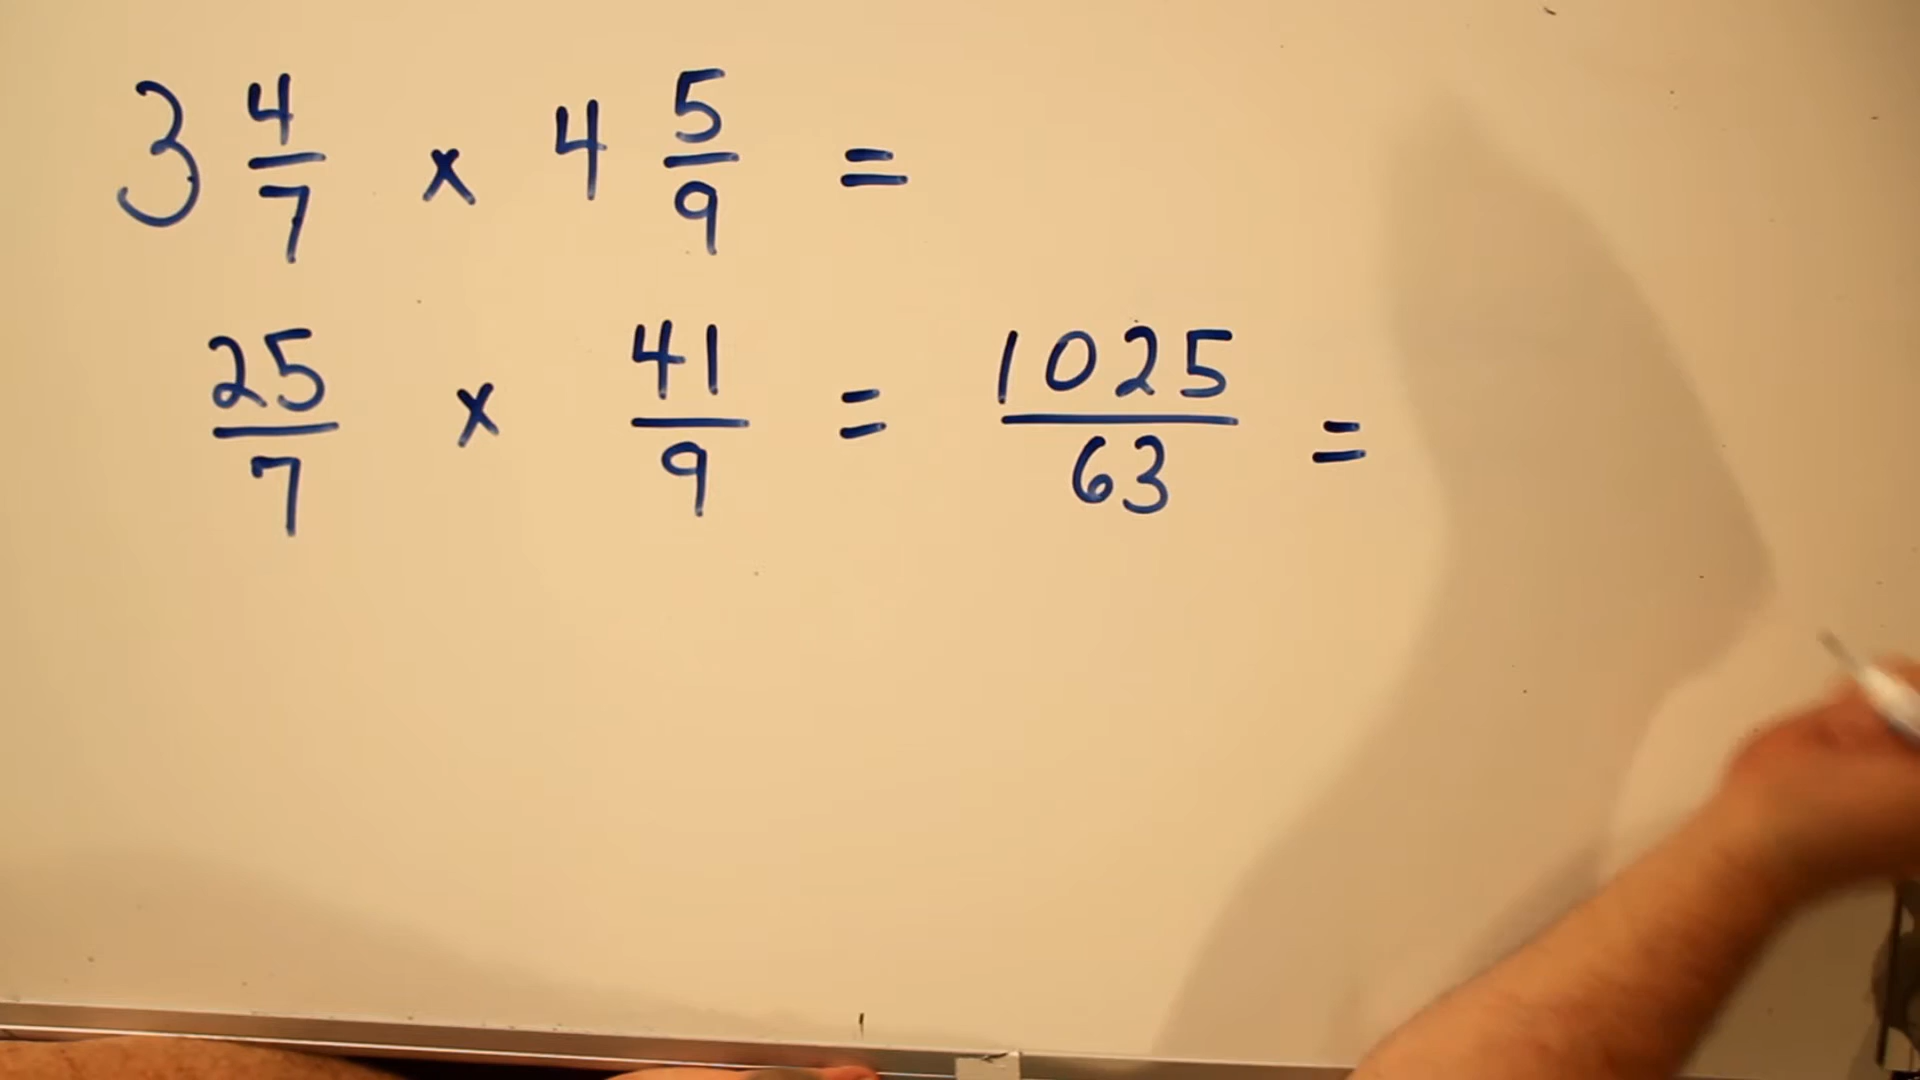 3 4/7 x 4 5/9 =
25/7 x 41/9 = 1025/63 =